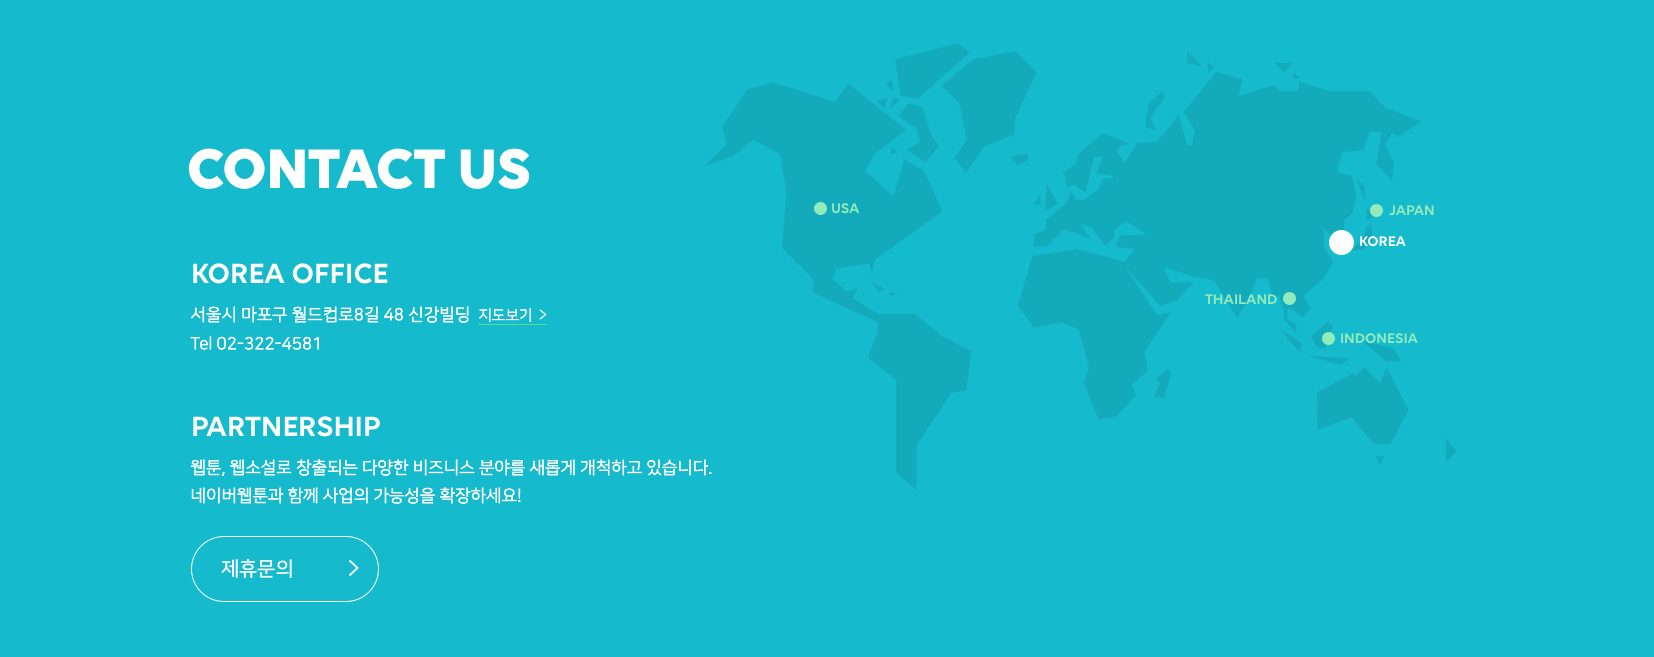 CONTACT US
KOREA OFFICE
서울시 마포구 월드컵로8길 48 신강빌딩 지도보기 >
Tel 02-322-4581
PARTNERSHIP
웹툰, 웹소설로 창출되는 다양한 비즈니스 분야를 새롭게 개척하고 있습니다.
네이버웹툰과 함께 사업의 가능성을 확장하세요!
제휴문의 >
USA
JAPAN
KOREA
THAILAND
INDONESIA